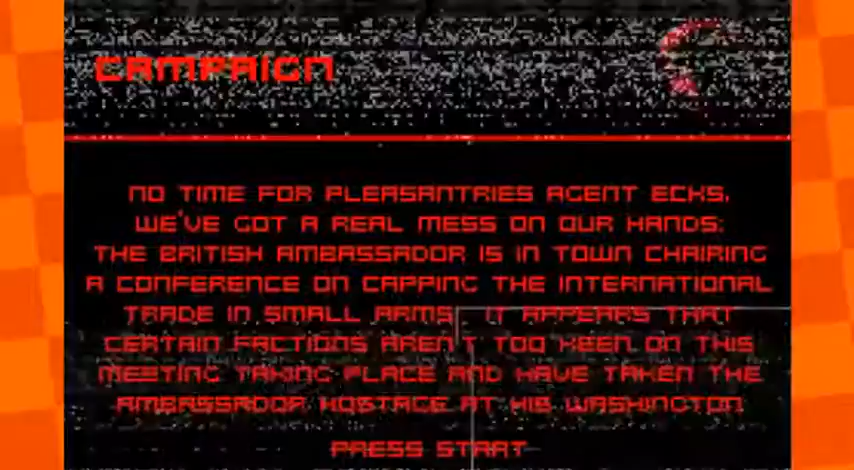 CAMPAIGN
NO TIME FOR PLEASANTRIES AGENT ECKS,
WE'VE GOT A REAL MESS ON OUR HANDS:
THE BRITISH AMBASSADOR IS IN TOWN CHAIRING
A CONFERENCE ON CAPPING THE INTERNATIONAL
TRADE IN SMALL ARMS. IT APPEARS THAT
CERTAIN FACTIONS AREN'T TOO KEEN ON THIS
MEETING TAKING PLACE AND HAVE TAKEN THE
AMBASSADOR HOSTAGE AT HIS WASHINGTON
PRESS START